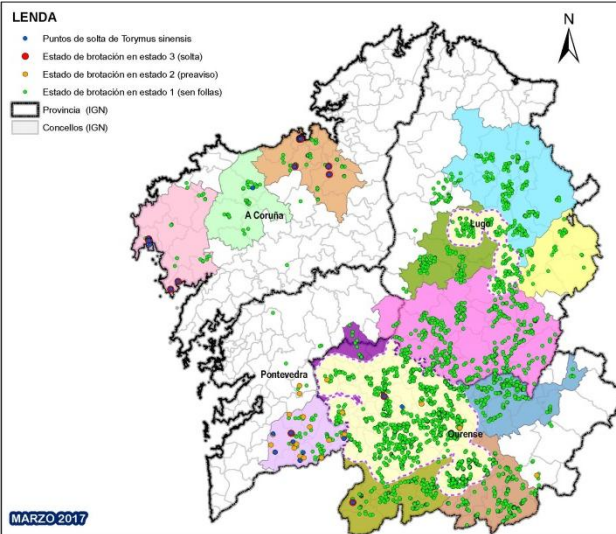 LENDA
Puntos de solta de Torymus sinensis
Estado de brotación en estado 3 (solta)
Estado de brotación en estado 2 (preaviso)
Estado de brotación en estado 1 (sen follas)
Provincia (IGN)
Concellos (IGN)
N
A Coruña
Lugo
Pontevedra
Ourense
MARZO 2017